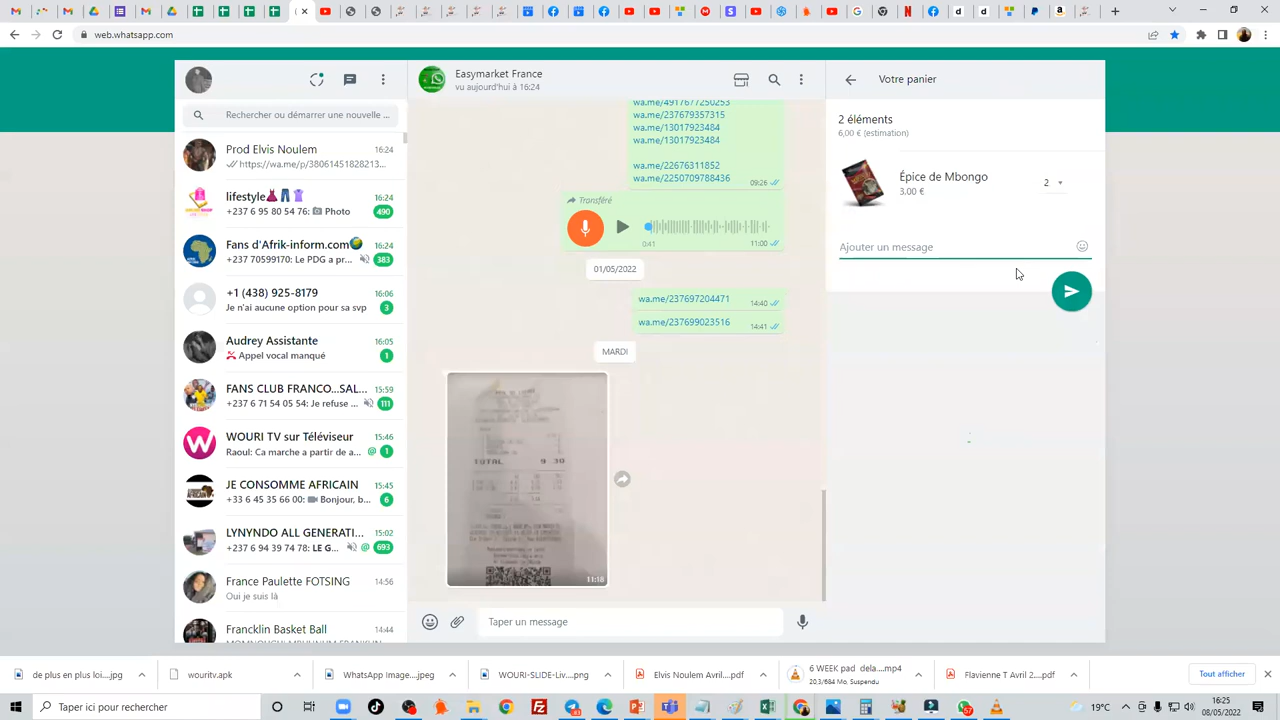 web.whatsapp.com
Rechercher ou démarrer une nouvelle ...
Prod Elvis Noulem
16:24
https://wa.me/p/38061451828213...
lifestyle👗👖👚
16:24
+237 6 95 80 54 76: Photo
490
Fans d'Afrik-inform.com
16:24
+237 70599170: Le PDG a pr...
383
+1 (438) 925-8179
16:06
Je n'ai aucune option pour sa svp
3
Audrey Assistante
16:05
Appel vocal manqué
1
FANS CLUB FRANCO...SAL...
15:59
+237 6 71 54 05 54: Je refuse ...
111
WOURI TV sur Téléviseur
15:46
Raoul: Ca marche a partir de a...
@ 1
JE CONSOMME AFRICAIN
15:45
+33 6 45 35 66 00: Bonjour, b...
6
LYNYNDO ALL GENERATI...
15:02
+237 6 94 39 74 78: LE G...
@ 693
France Paulette FOTSING
14:56
Oui je suis là
Francklin Basket Ball
14:44
Easymarket France
vu aujourd'hui à 16:24
wa.me/4917677250253
wa.me/237679357315
wa.me/13017923484
wa.me/13017923484
wa.me/22676311852
wa.me/2250709788436
09:26
Transféré
0:41
11:00
01/05/2022
wa.me/237697204471
14:40
wa.me/237699023516
14:41
MARDI
TOTAL 9.30
11:18
Taper un message
Votre panier
2 éléments
6,00 € (estimation)
Épice de Mbongo
3,00 €
2
Ajouter un message
de plus en plus loi....jpg
wouritv.apk
WhatsApp Image...jpeg
WOURI-SLIDE-Liv....png
Elvis Noulem Avril....pdf
6 WEEK pad dela....mp4
20,3/684 Mo, Suspendu
Flavienne T Avril 2....pdf
Tout afficher
Taper ici pour rechercher
19°C
16:25
08/05/2022